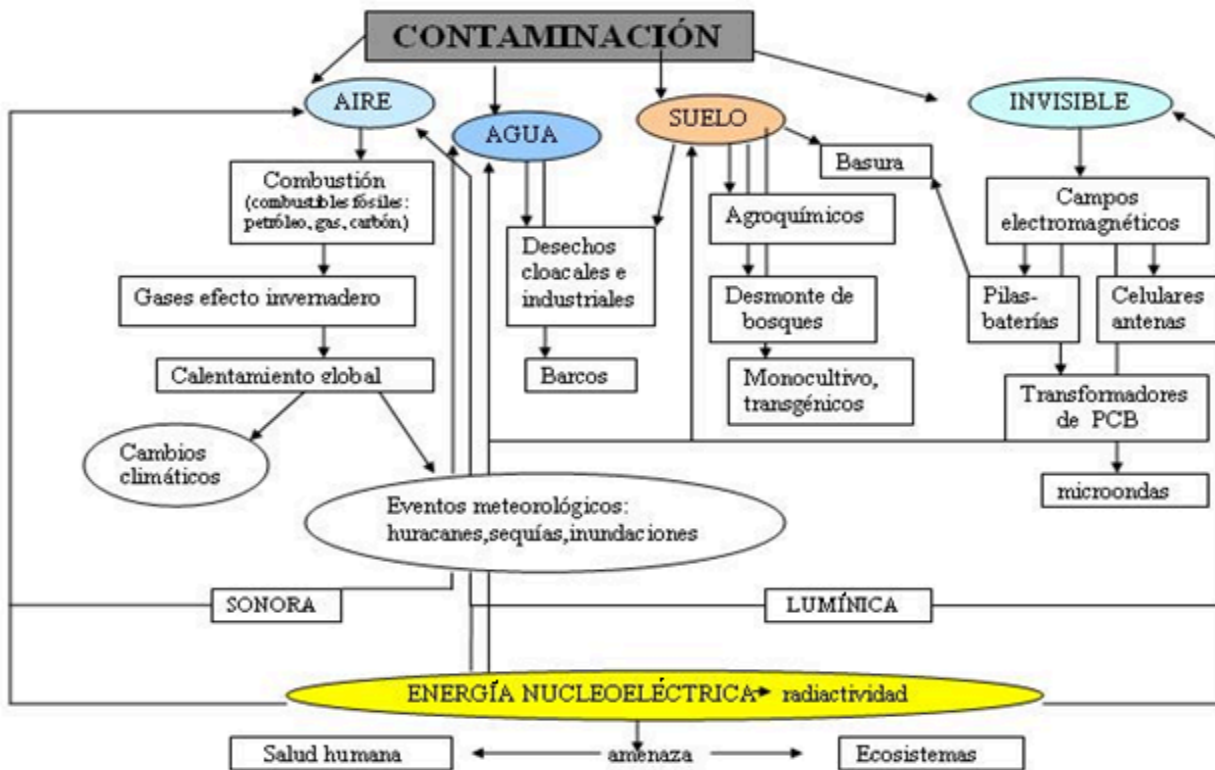 CONTAMINACIÓN
AIRE
AGUA
SUELO
INVISIBLE
Basura
Combustión
(combustibles fósiles:
petróleo, gas, carbón)
Agroquímicos
Campos
electromagnéticos
Desechos
cloacales e
industriales
Gases efecto invernadero
Desmonte de
bosques
Pilas-
baterías
Celulares
antenas
Calentamiento global
Barcos
Monocultivo,
transgénicos
Transformadores
de PCB
Cambios
climáticos
microondas
Eventos meteorológicos:
huracanes,sequías,inundaciones
SONORA
LUMÍNICA
ENERGÍA NUCLEOELÉCTRICA radiactividad
Salud humana
amenaza
Ecosistemas